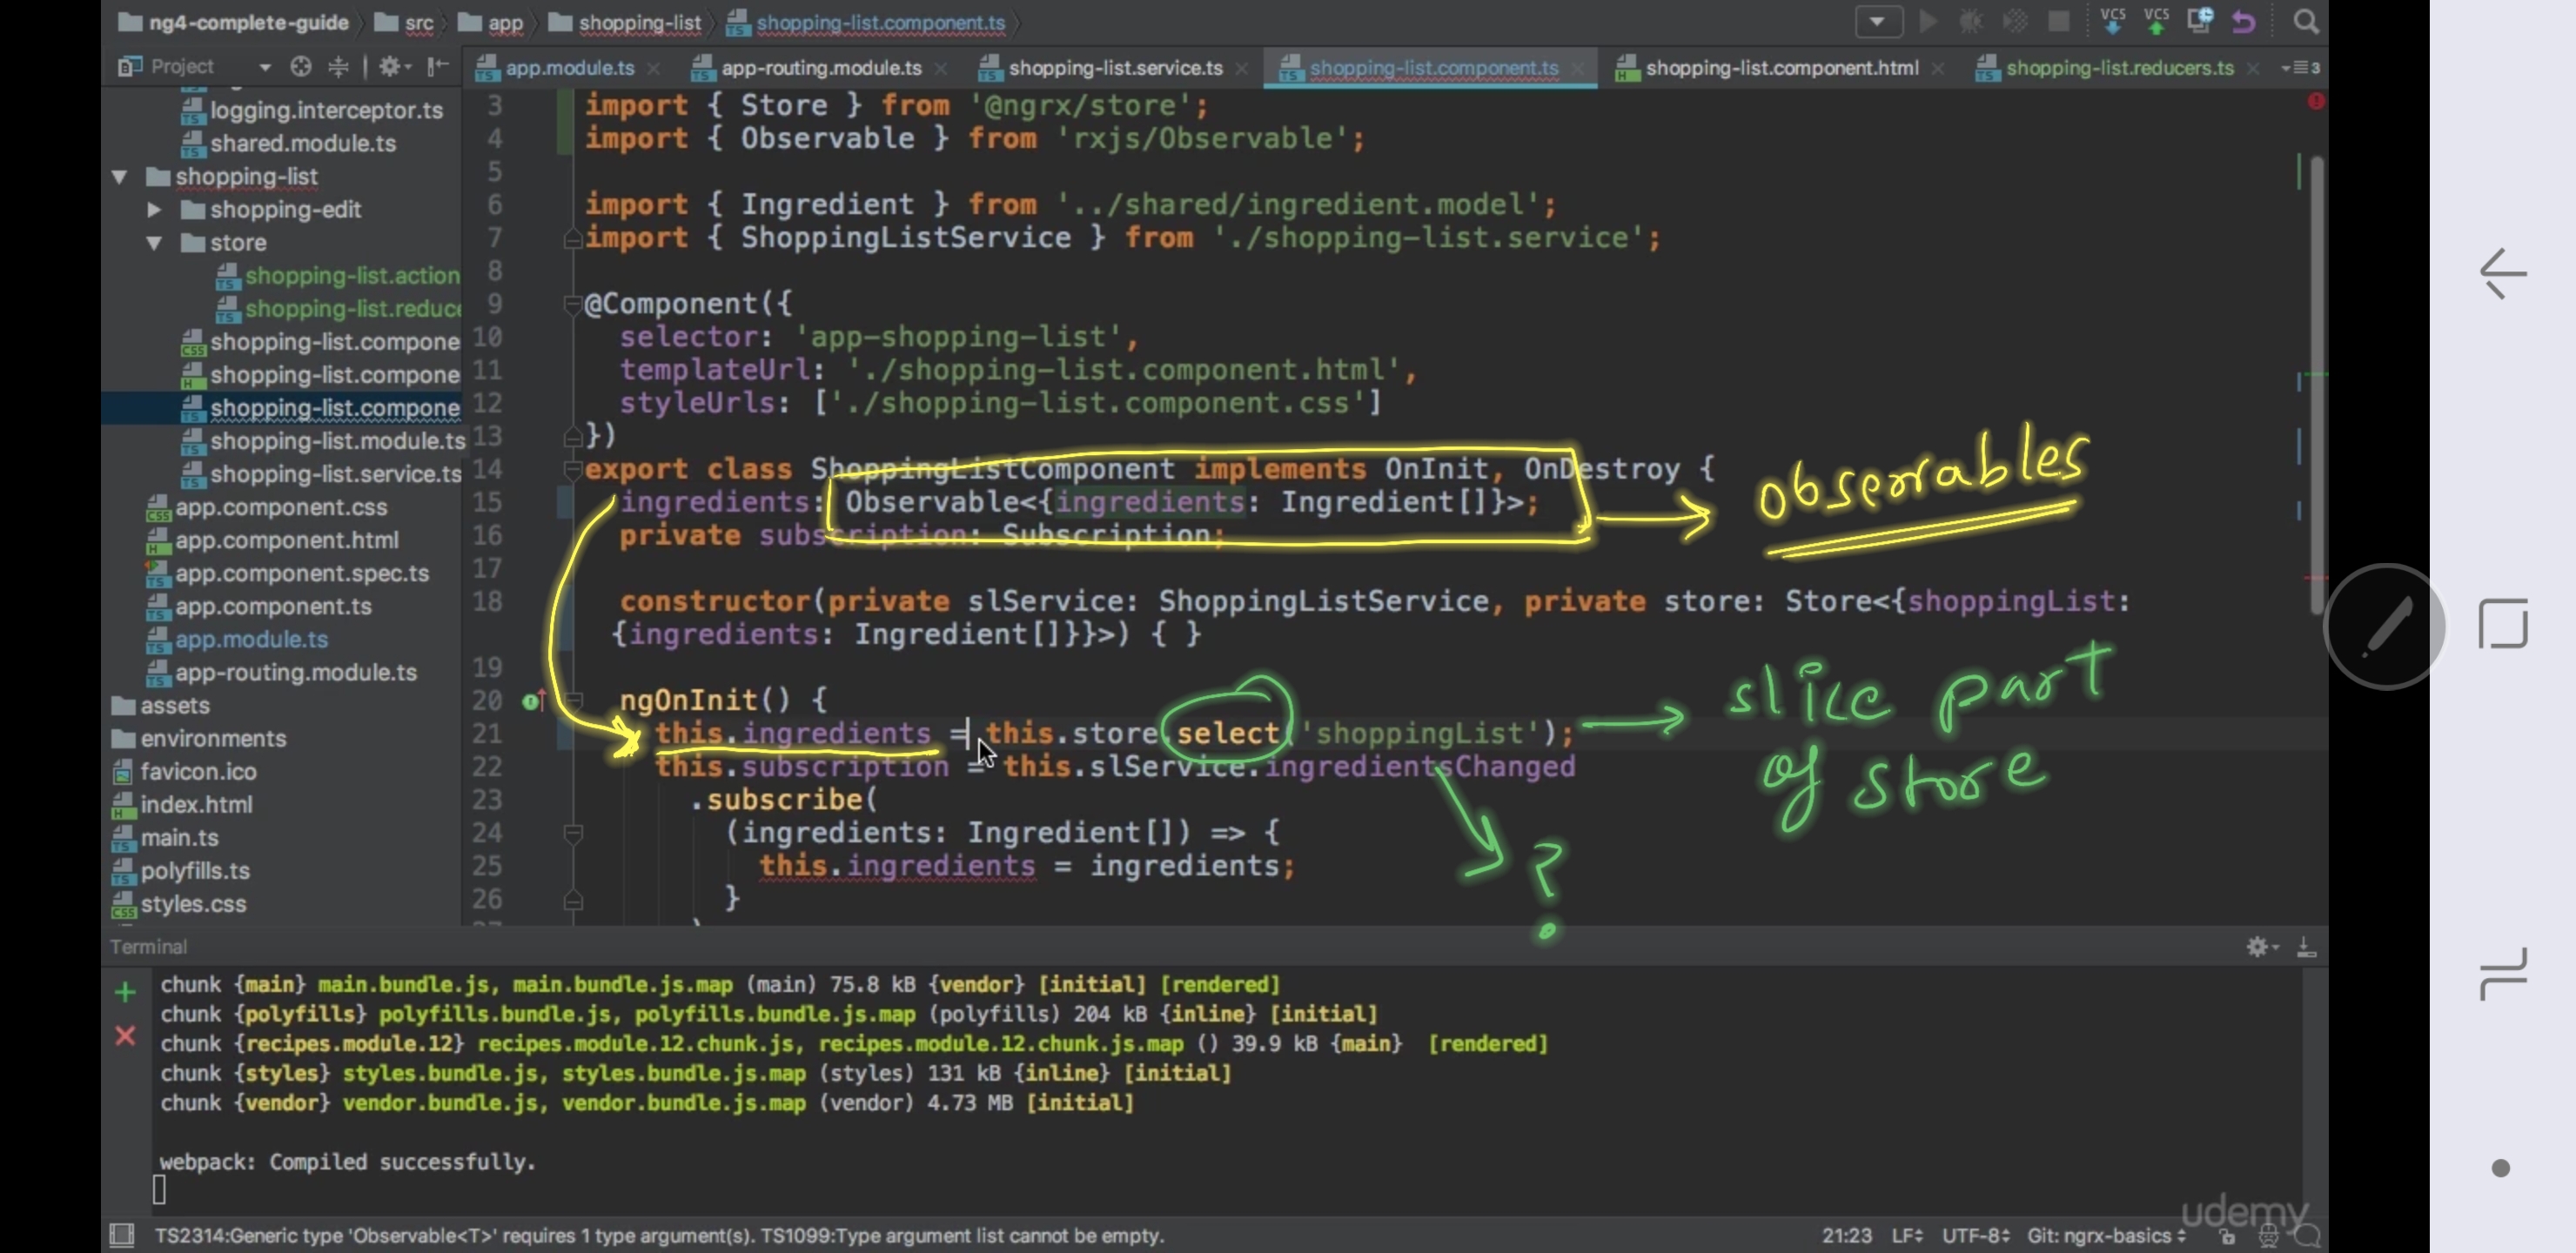 ng4-complete-guide src app shopping-list shopping-list.component.ts
VCS VCS
Project
app.module.ts app-routing.module.ts shopping-list.service.ts shopping-list.component.ts shopping-list.component.html shopping-list.reducers.ts 3
logging.interceptor.ts
shared.module.ts
shopping-list
shopping-edit
store
shopping-list.action
shopping-list.reduce
shopping-list.compone
shopping-list.compone
shopping-list.compone
shopping-list.module.ts
shopping-list.service.ts
app.component.css
app.component.html
app.component.spec.ts
app.component.ts
app.module.ts
app-routing.module.ts
assets
environments
favicon.ico
index.html
main.ts
polyfills.ts
styles.css
3 import { Store } from '@ngrx/store';
4 import { Observable } from 'rxjs/Observable';
5
6 import { Ingredient } from '../shared/ingredient.model';
7 import { ShoppingListService } from './shopping-list.service';
8
9 @Component({
10 selector: 'app-shopping-list',
11 templateUrl: './shopping-list.component.html',
12 styleUrls: ['./shopping-list.component.css']
13 })
14 export class ShoppingListComponent implements OnInit, OnDestroy {
15 ingredients: Observable<{ingredients: Ingredient[]}>;
16 private subscription: Subscription;
17
18 constructor(private slService: ShoppingListService, private store: Store<{shoppingList:
{ingredients: Ingredient[]}}>) { }
19
20 ngOnInit() {
21 this.ingredients = this.store.select('shoppingList');
22 this.subscription = this.slService.ingredientsChanged
23 .subscribe(
24 (ingredients: Ingredient[]) => {
25 this.ingredients = ingredients;
26 }
observables
slice part
of store
?
Terminal
chunk {main} main.bundle.js, main.bundle.js.map (main) 75.8 kB {vendor} [initial] [rendered]
chunk {polyfills} polyfills.bundle.js, polyfills.bundle.js.map (polyfills) 204 kB {inline} [initial]
chunk {recipes.module.12} recipes.module.12.chunk.js, recipes.module.12.chunk.js.map () 39.9 kB {main} [rendered]
chunk {styles} styles.bundle.js, styles.bundle.js.map (styles) 131 kB {inline} [initial]
chunk {vendor} vendor.bundle.js, vendor.bundle.js.map (vendor) 4.73 MB [initial]
webpack: Compiled successfully.
udemy
TS2314:Generic type 'Observable<T>' requires 1 type argument(s). TS1099:Type argument list cannot be empty.
21:23 LF UTF-8 Git: ngrx-basics